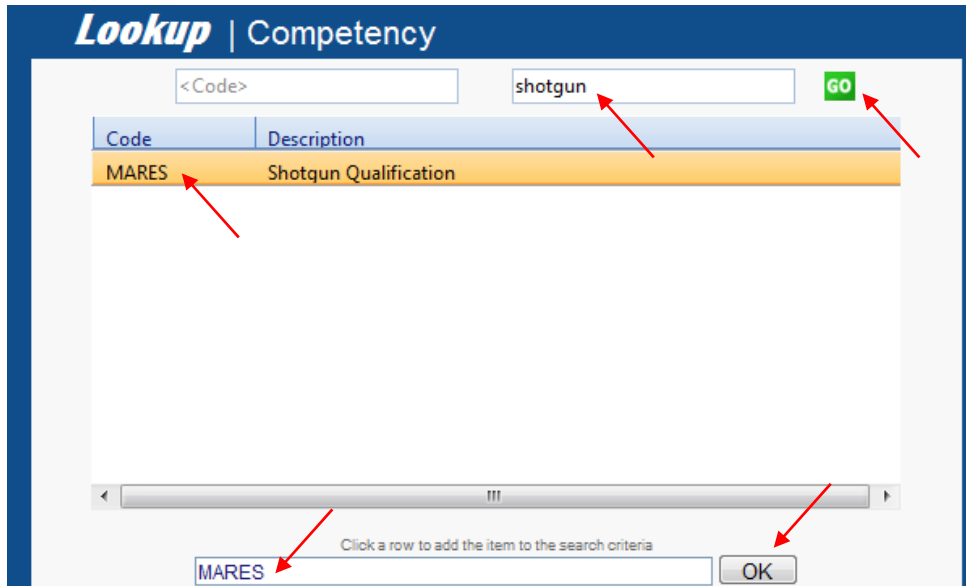 Lookup | Competency
<Code> shotgun GO
Code Description
MARES Shotgun Qualification
Click a row to add the item to the search criteria
MARES OK